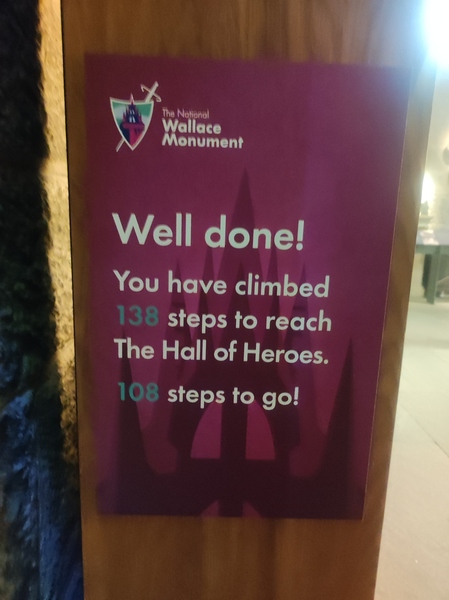 The National
Wallace
Monument
Well done!
You have climbed
138 steps to reach
The Hall of Heroes.
108 steps to go!